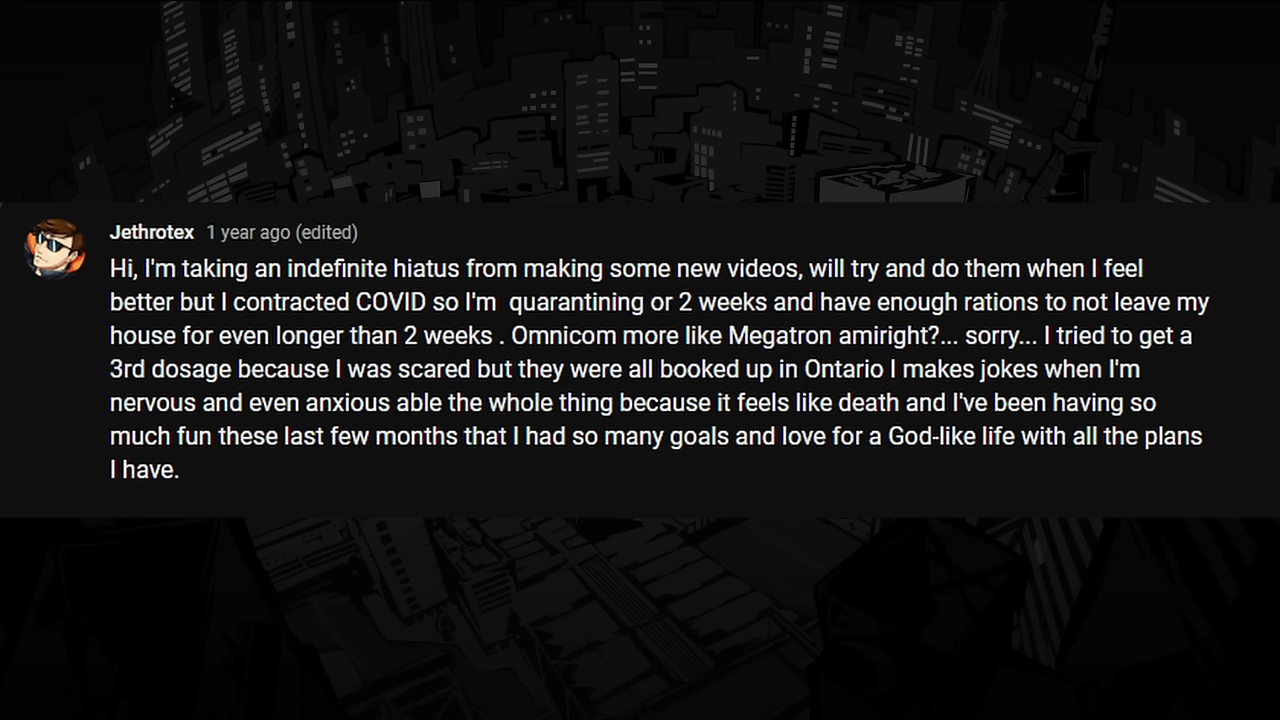 Jethrotex 1 year ago (edited)
Hi, I'm taking an indefinite hiatus from making some new videos, will try and do them when I feel
better but I contracted COVID so I'm  quarantining or 2 weeks and have enough rations to not leave my
house for even longer than 2 weeks . Omnicom more like Megatron amiright?... sorry... I tried to get a
3rd dosage because I was scared but they were all booked up in Ontario I makes jokes when I'm
nervous and even anxious able the whole thing because it feels like death and I've been having so
much fun these last few months that I had so many goals and love for a God-like life with all the plans
I have.